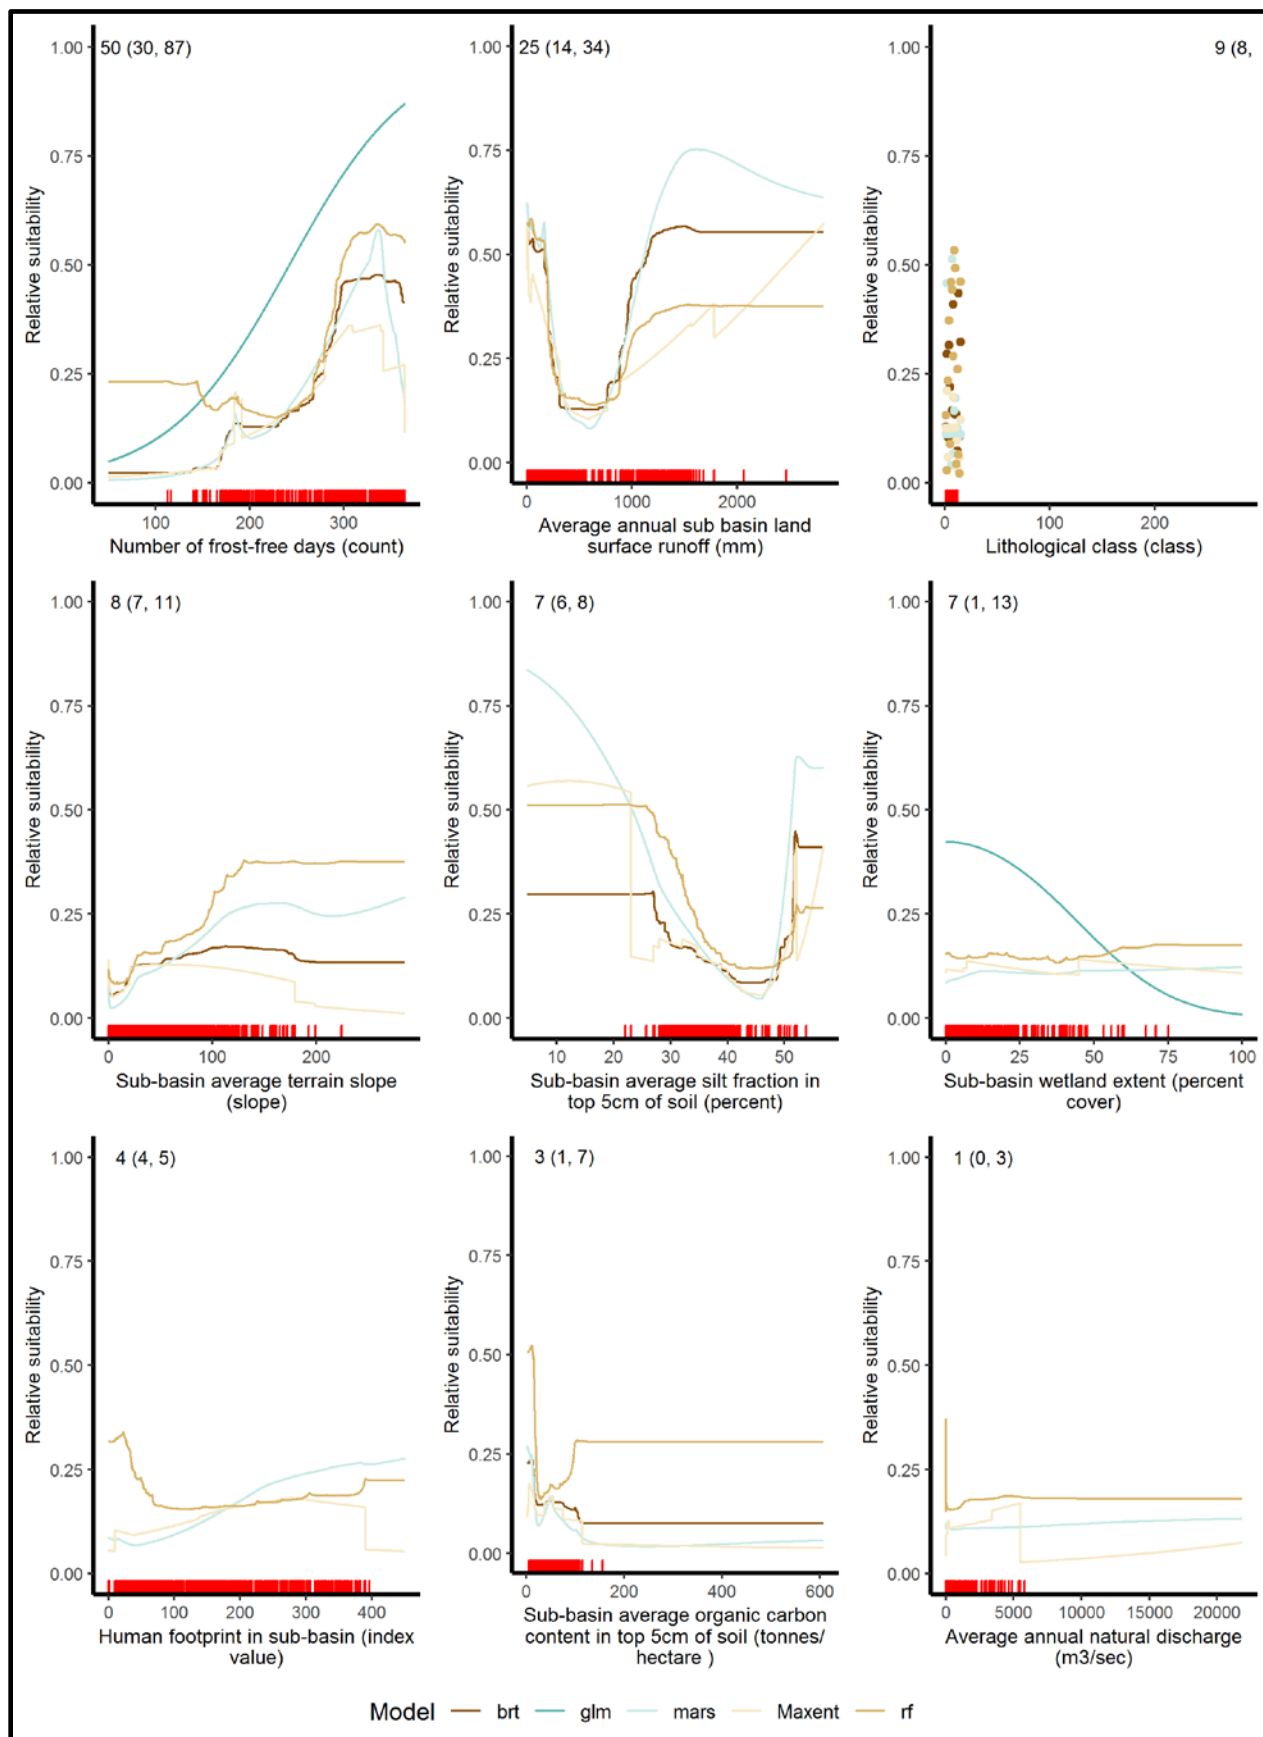 50 (30, 87)
1.00
0.75
0.50
0.25
0.00
Relative suitability
100 200 300
Number of frost-free days (count)
25 (14, 34)
1.00
0.75
0.50
0.25
0.00
Relative suitability
0 1000 2000
Average annual sub basin land
surface runoff (mm)
9 (8,
1.00
0.75
0.50
0.25
0.00
Relative suitability
0 100 200
Lithological class (class)
8 (7, 11)
1.00
0.75
0.50
0.25
0.00
Relative suitability
0 100 200
Sub-basin average terrain slope
(slope)
7 (6, 8)
1.00
0.75
0.50
0.25
0.00
Relative suitability
10 20 30 40 50
Sub-basin average silt fraction in
top 5cm of soil (percent)
7 (1, 13)
1.00
0.75
0.50
0.25
0.00
Relative suitability
0 25 50 75 100
Sub-basin wetland extent (percent
cover)
4 (4, 5)
1.00
0.75
0.50
0.25
0.00
Relative suitability
0 100 200 300 400
Human footprint in sub-basin (index
value)
3 (1, 7)
1.00
0.75
0.50
0.25
0.00
Relative suitability
0 200 400 600
Sub-basin average organic carbon
content in top 5cm of soil (tonnes/
hectare )
1 (0, 3)
1.00
0.75
0.50
0.25
0.00
Relative suitability
0 5000 10000 15000 20000
Average annual natural discharge
(m3/sec)
Model brt glm mars Maxent rf